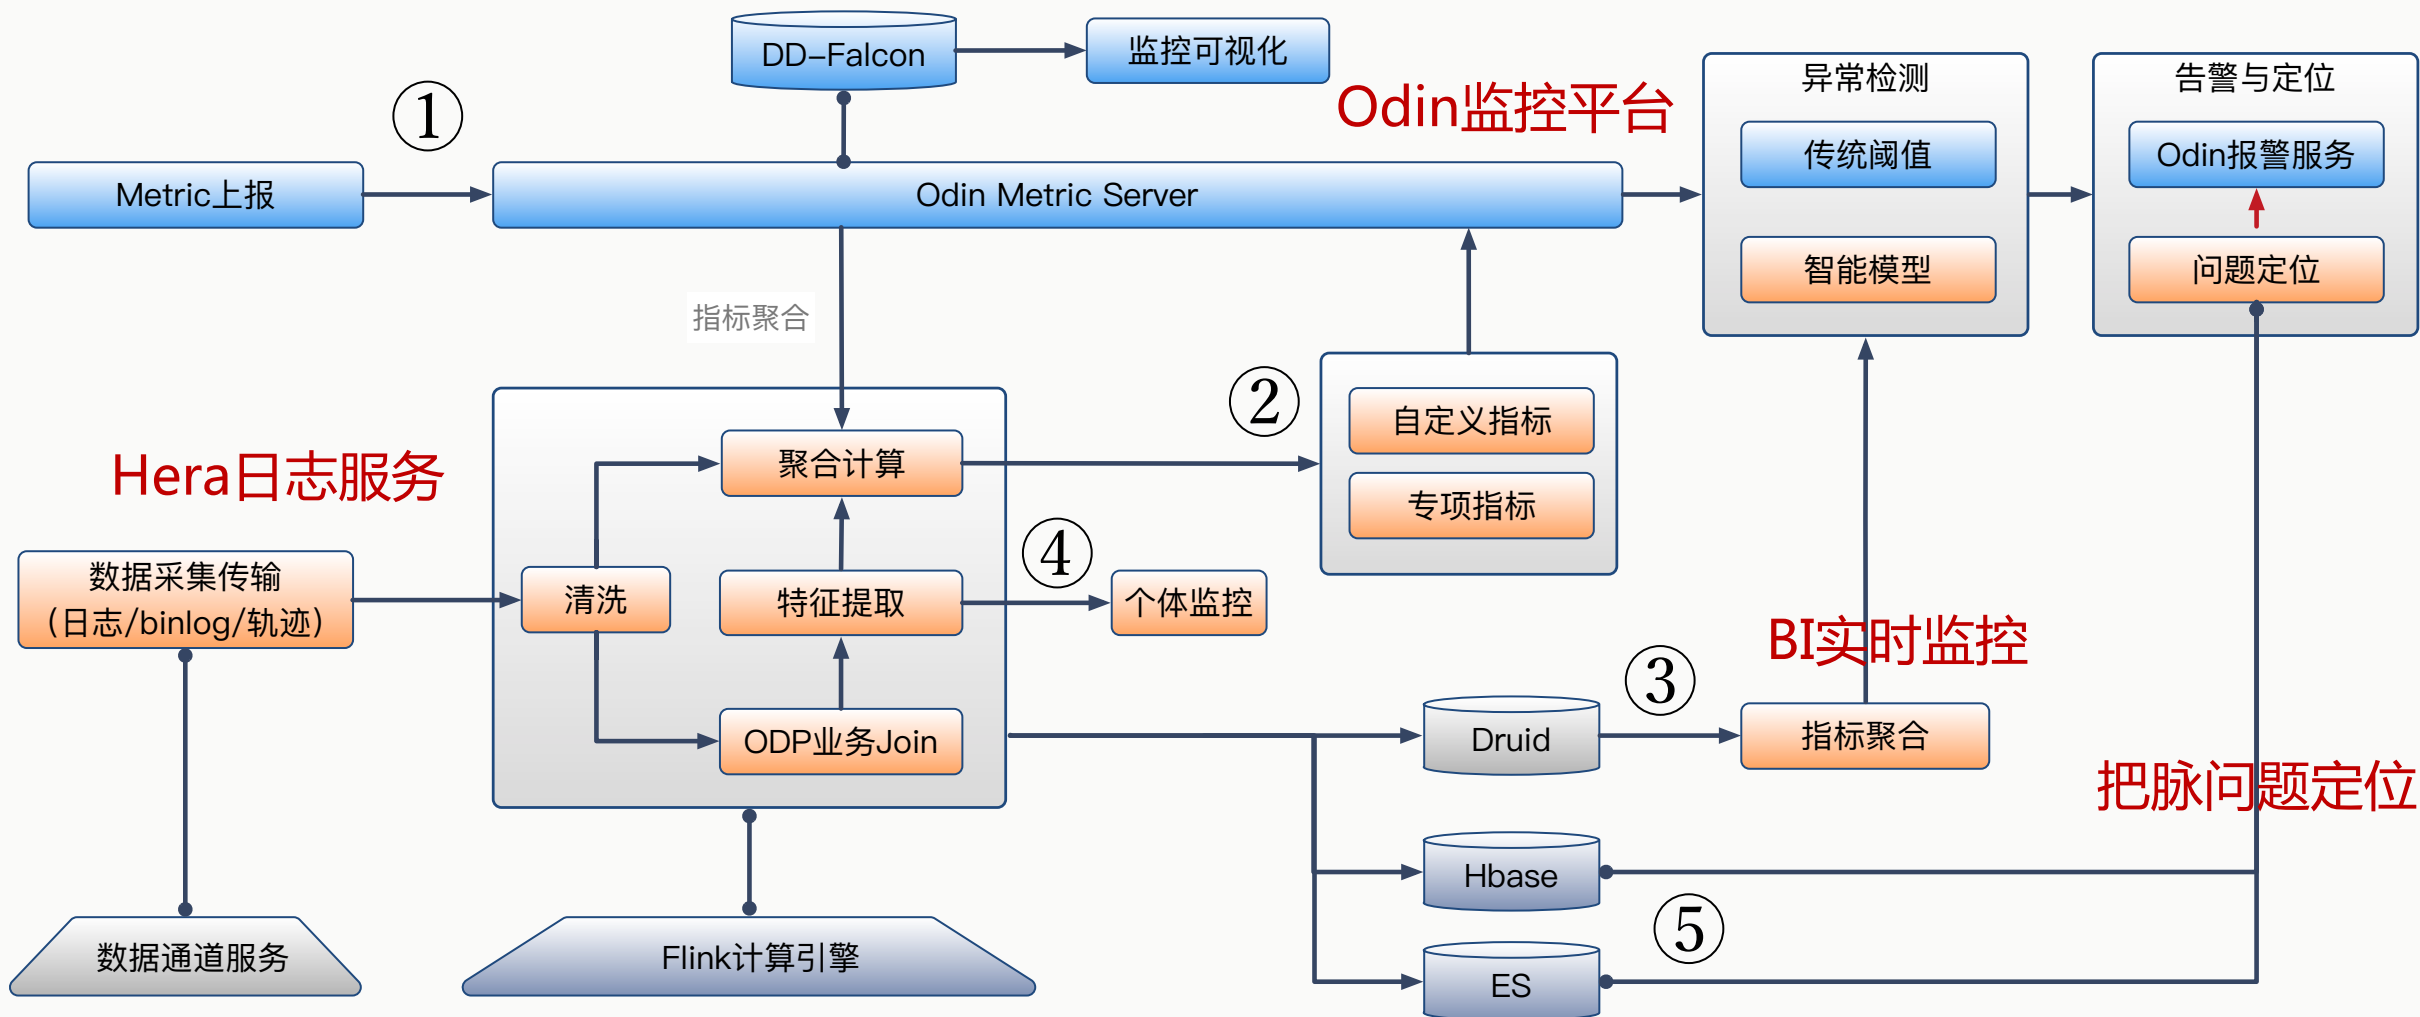 DD-Falcon
监控可视化
Odin监控平台
①
Metric上报
Odin Metric Server
异常检测
传统阈值
智能模型
告警与定位
Odin报警服务
问题定位
指标聚合
②
自定义指标
专项指标
Hera日志服务
聚合计算
④
数据采集传输
(日志/binlog/轨迹)
清洗
特征提取
个体监控
ODP业务Join
BI实时监控
③
Druid
指标聚合
把脉问题定位
Hbase
⑤
ES
数据通道服务
Flink计算引擎